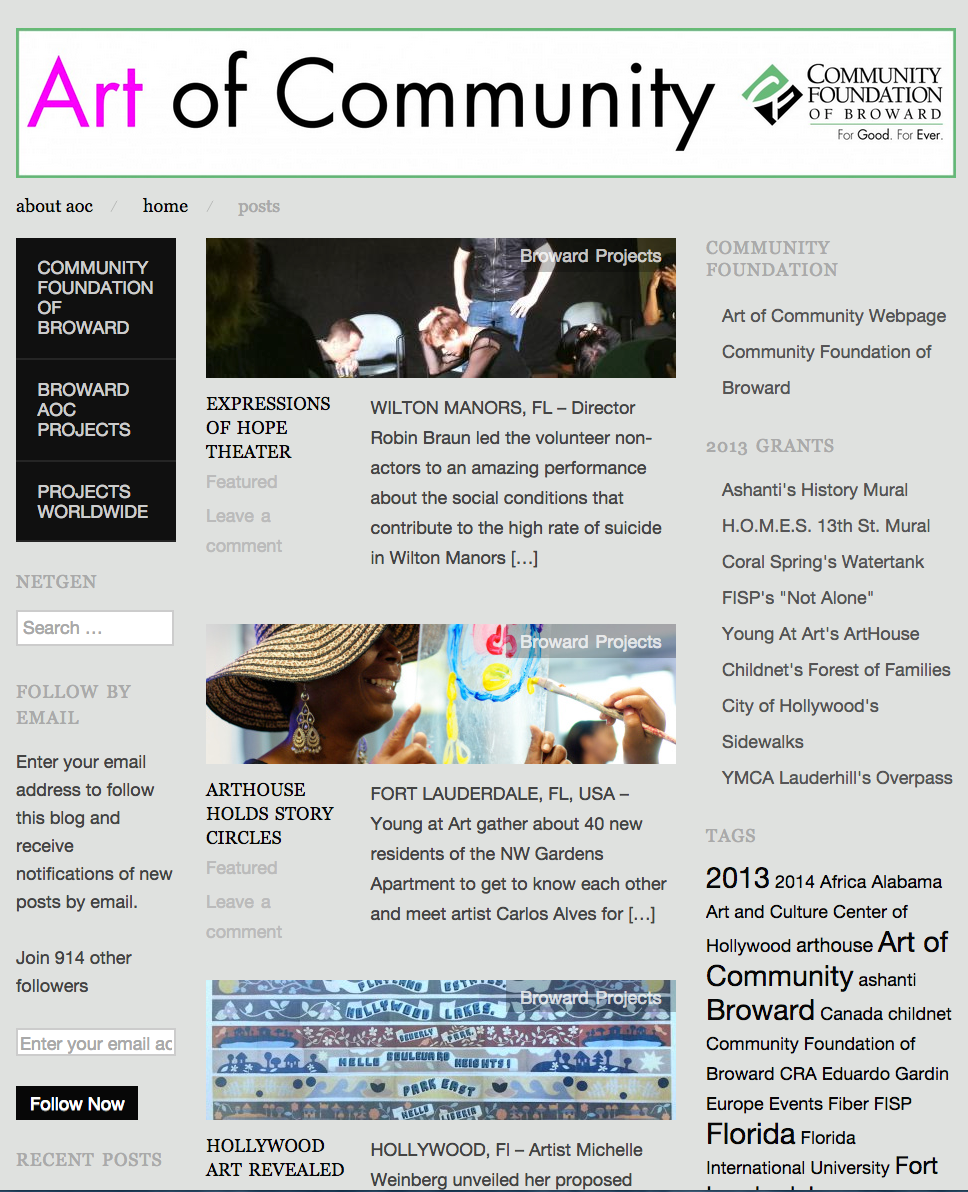 Art of Community
COMMUNITY
FOUNDATION
OF BROWARD
For Good. For Ever.
about aoc / home / posts
COMMUNITY
FOUNDATION
OF
BROWARD
BROWARD
AOC
PROJECTS
PROJECTS
WORLDWIDE
NETGEN
Search …
FOLLOW BY
EMAIL
Enter your email
address to follow
this blog and
receive
notifications of new
posts by email.
Join 914 other
followers
Enter your email ac
Follow Now
RECENT POSTS
Broward Projects
EXPRESSIONS
OF HOPE
THEATER
Featured
Leave a
comment
WILTON MANORS, FL – Director
Robin Braun led the volunteer non-
actors to an amazing performance
about the social conditions that
contribute to the high rate of suicide
in Wilton Manors […]
Broward Projects
ARTHOUSE
HOLDS STORY
CIRCLES
Featured
Leave a
comment
FORT LAUDERDALE, FL, USA –
Young at Art gather about 40 new
residents of the NW Gardens
Apartment to get to know each other
and meet artist Carlos Alves for […]
Broward Projects
HOLLYWOOD LAKES.
BEVERLY PARK.
HELLO BOULEVARD HEIGHTS!
PARK EAST
HELLO LIBERIA
HOLLYWOOD
ART REVEALED
HOLLYWOOD, Fl – Artist Michelle
Weinberg unveiled her proposed
COMMUNITY
FOUNDATION
Art of Community Webpage
Community Foundation of
Broward
2013 GRANTS
Ashanti's History Mural
H.O.M.E.S. 13th St. Mural
Coral Spring's Watertank
FISP's "Not Alone"
Young At Art's ArtHouse
Childnet's Forest of Families
City of Hollywood's
Sidewalks
YMCA Lauderhill's Overpass
TAGS
2013 2014 Africa Alabama
Art and Culture Center of
Hollywood arthouse Art of
Community ashanti
Broward Canada childnet
Community Foundation of
Broward CRA Eduardo Gardin
Europe Events Fiber FISP
Florida Florida
International University Fort